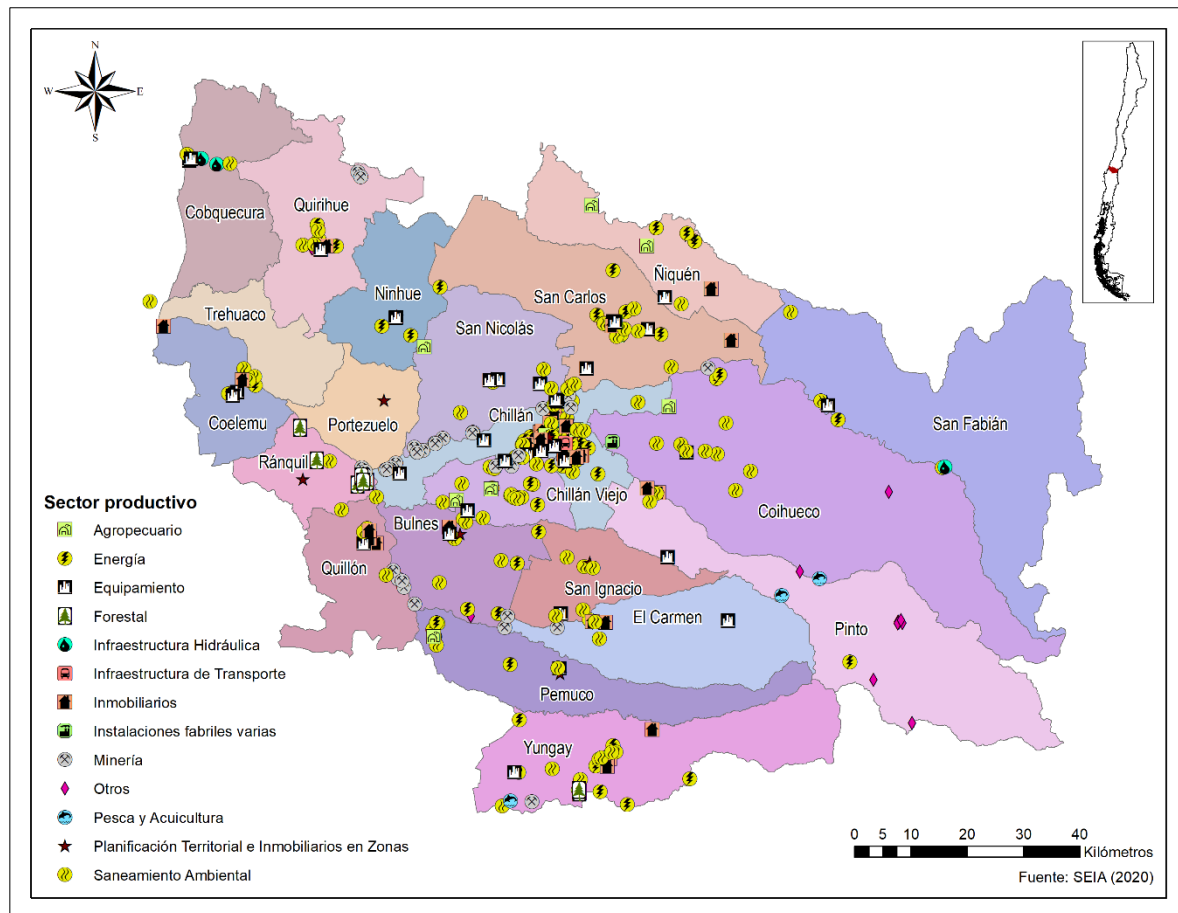 N
W
E
S
Cobquecura
Quirihue
Ñiquén
Ninhue
San Carlos
Trehuaco
San Nicolás
Chillán
Portezuelo
Coelemu
San Fabián
Ránquil
Chillán Viejo
Coihueco
Bulnes
Quillón
San Ignacio
El Carmen
Pinto
Pemuco
Yungay
Sector productivo
Agropecuario
Energía
Equipamiento
Forestal
Infraestructura Hidráulica
Infraestructura de Transporte
Inmobiliarios
Instalaciones fabriles varias
Minería
Otros
Pesca y Acuicultura
Planificación Territorial e Inmobiliarios en Zonas
Saneamiento Ambiental
0 5 10 20 30 40
Kilómetros
Fuente: SEIA (2020)